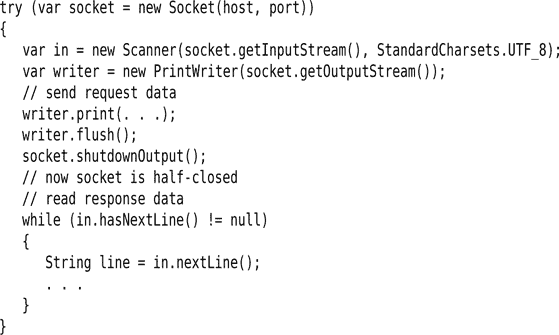 try (var socket = new Socket(host, port))
{
   var in = new Scanner(socket.getInputStream(), StandardCharsets.UTF_8);
   var writer = new PrintWriter(socket.getOutputStream());
   // send request data
   writer.print(. . .);
   writer.flush();
   socket.shutdownOutput();
   // now socket is half-closed
   // read response data
   while (in.hasNextLine() != null)
   {
      String line = in.nextLine();
      . . .
   }
}